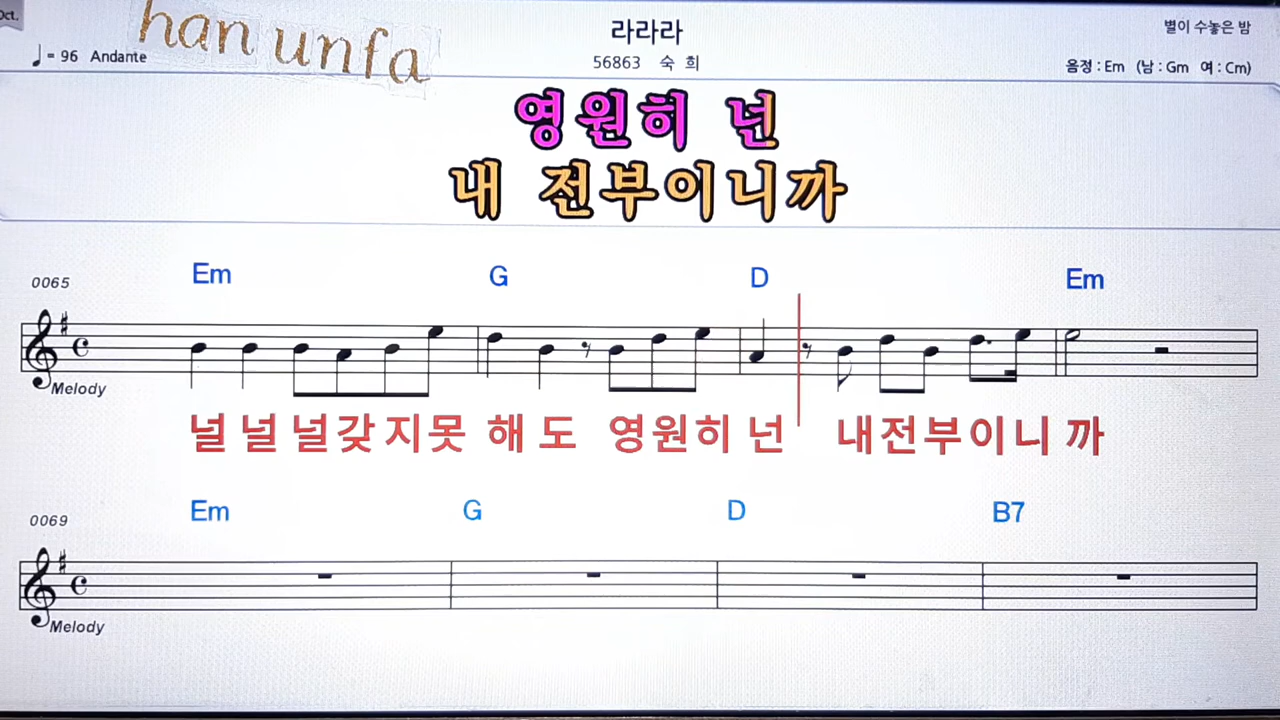 Oct.
han unfa
♩= 96 Andante
라라라
56863 숙 희
별이 수놓은 밤
음정 : Em (남 : Gm 여 : Cm)
영원히 넌
내 전부이니까
0065
Em G D Em
Melody
널 널 널갖지못 해 도 영원히 넌 내전부이니 까
0069
Em G D B7
Melody